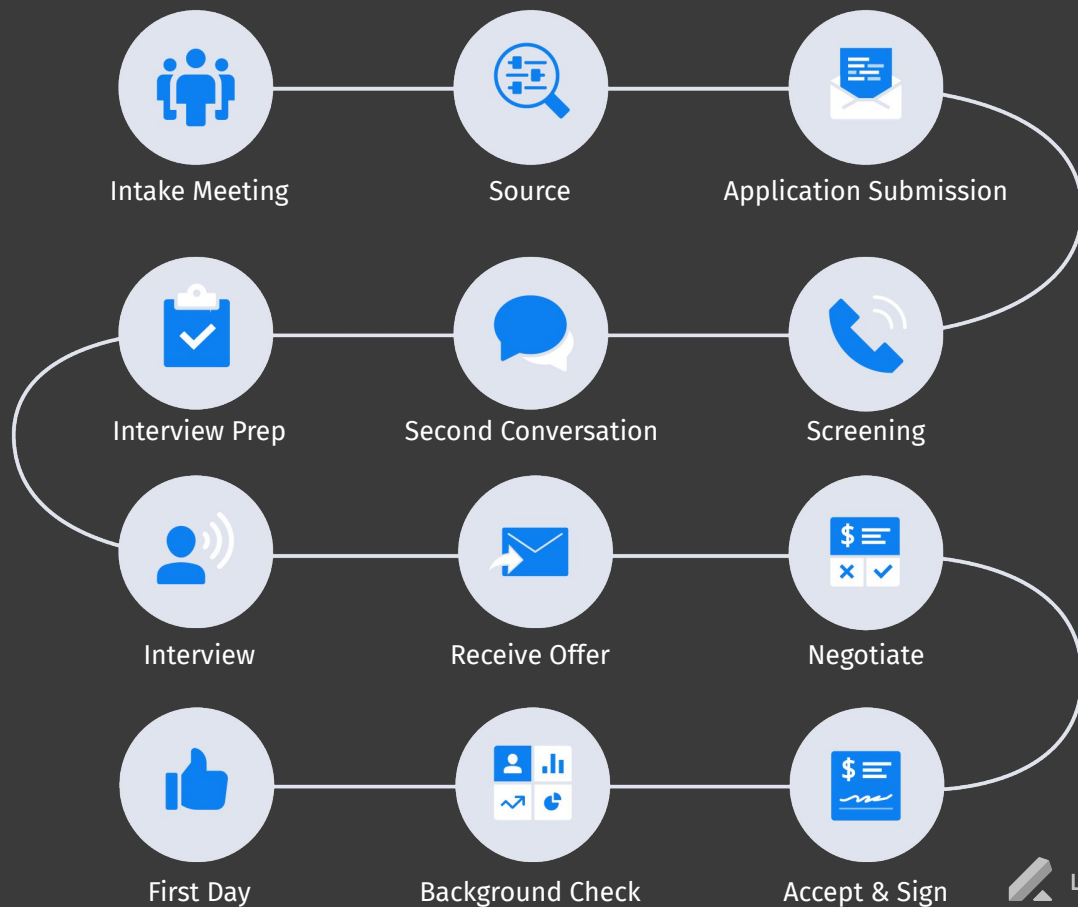 Intake Meeting
Source
Application Submission
Interview Prep
Second Conversation
Screening
$
Interview
Receive Offer
Negotiate
$
First Day
Background Check
Accept & Sign
L